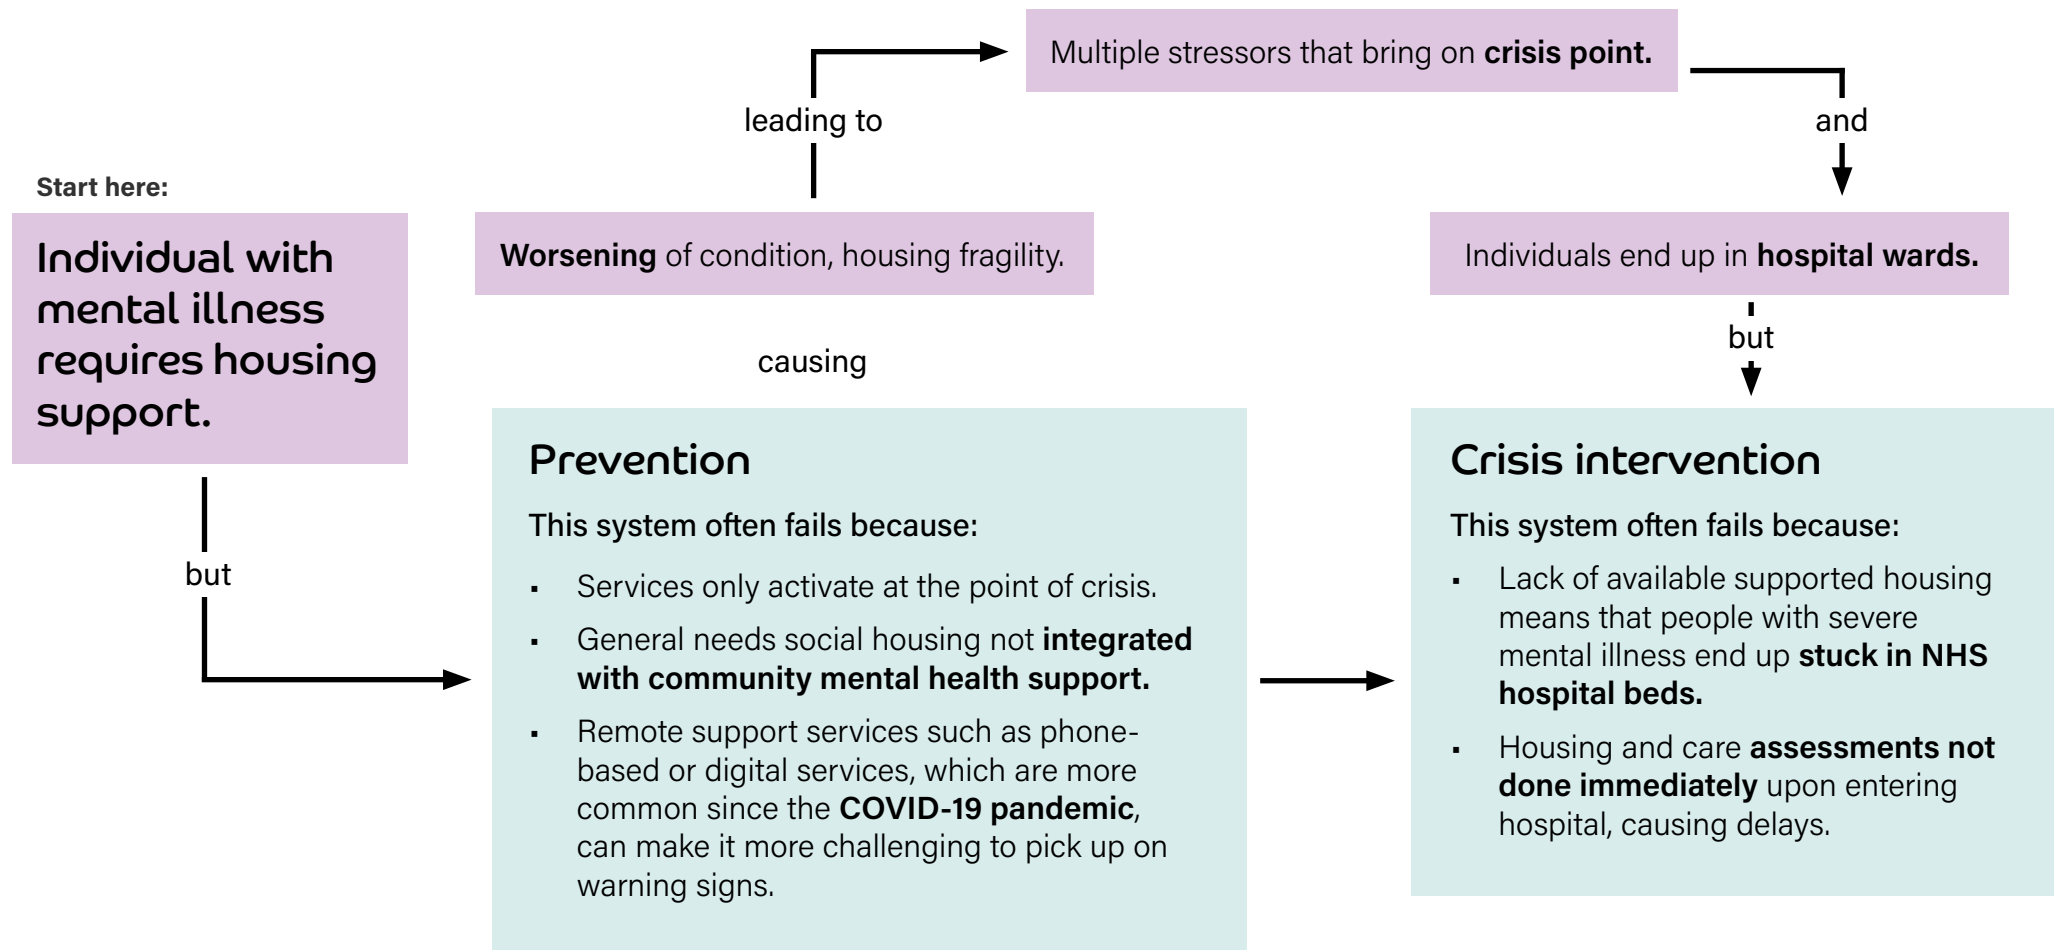 Start here:
Individual with
mental illness
requires housing
support.
but
Prevention
This system often fails because:
▪ Services only activate at the point of crisis.
▪ General needs social housing not integrated
with community mental health support.
▪ Remote support services such as phone-
based or digital services, which are more
common since the COVID-19 pandemic,
can make it more challenging to pick up on
warning signs.
causing
Worsening of condition, housing fragility.
leading to
Multiple stressors that bring on crisis point.
and
Individuals end up in hospital wards.
but
Crisis intervention
This system often fails because:
▪ Lack of available supported housing
means that people with severe
mental illness end up stuck in NHS
hospital beds.
▪ Housing and care assessments not
done immediately upon entering
hospital, causing delays.